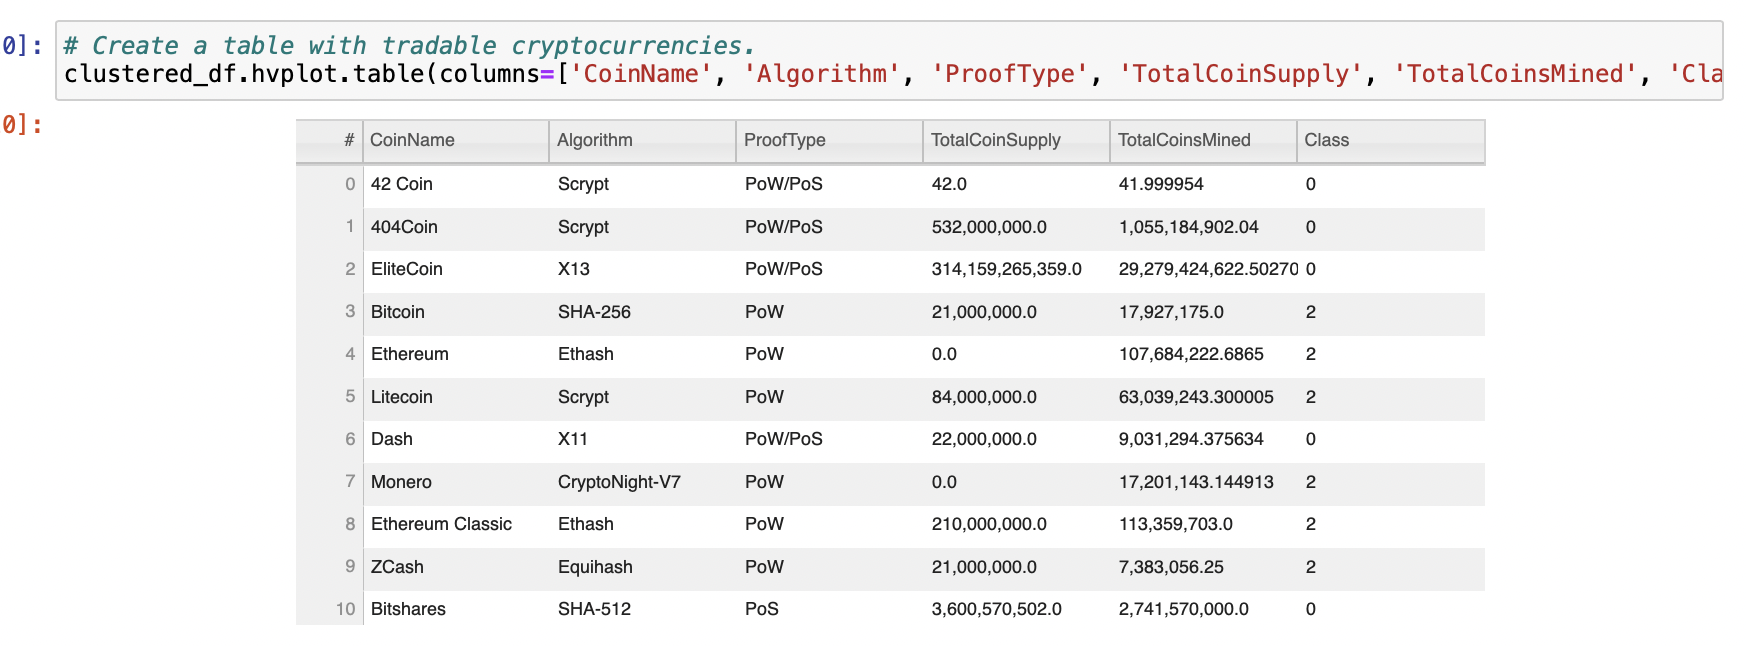 0]: # Create a table with tradable cryptocurrencies.
clustered_df.hvplot.table(columns=['CoinName', 'Algorithm', 'ProofType', 'TotalCoinSupply', 'TotalCoinsMined', 'Cla
0]:
# CoinName Algorithm ProofType TotalCoinSupply TotalCoinsMined Class
0 42 Coin Scrypt PoW/PoS 42.0 41.999954 0
1 404Coin Scrypt PoW/PoS 532,000,000.0 1,055,184,902.04 0
2 EliteCoin X13 PoW/PoS 314,159,265,359.0 29,279,424,622.50270 0
3 Bitcoin SHA-256 PoW 21,000,000.0 17,927,175.0 2
4 Ethereum Ethash PoW 0.0 107,684,222.6865 2
5 Litecoin Scrypt PoW 84,000,000.0 63,039,243.300005 2
6 Dash X11 PoW/PoS 22,000,000.0 9,031,294.375634 0
7 Monero CryptoNight-V7 PoW 0.0 17,201,143.144913 2
8 Ethereum Classic Ethash PoW 210,000,000.0 113,359,703.0 2
9 ZCash Equihash PoW 21,000,000.0 7,383,056.25 2
10 Bitshares SHA-512 PoS 3,600,570,502.0 2,741,570,000.0 0